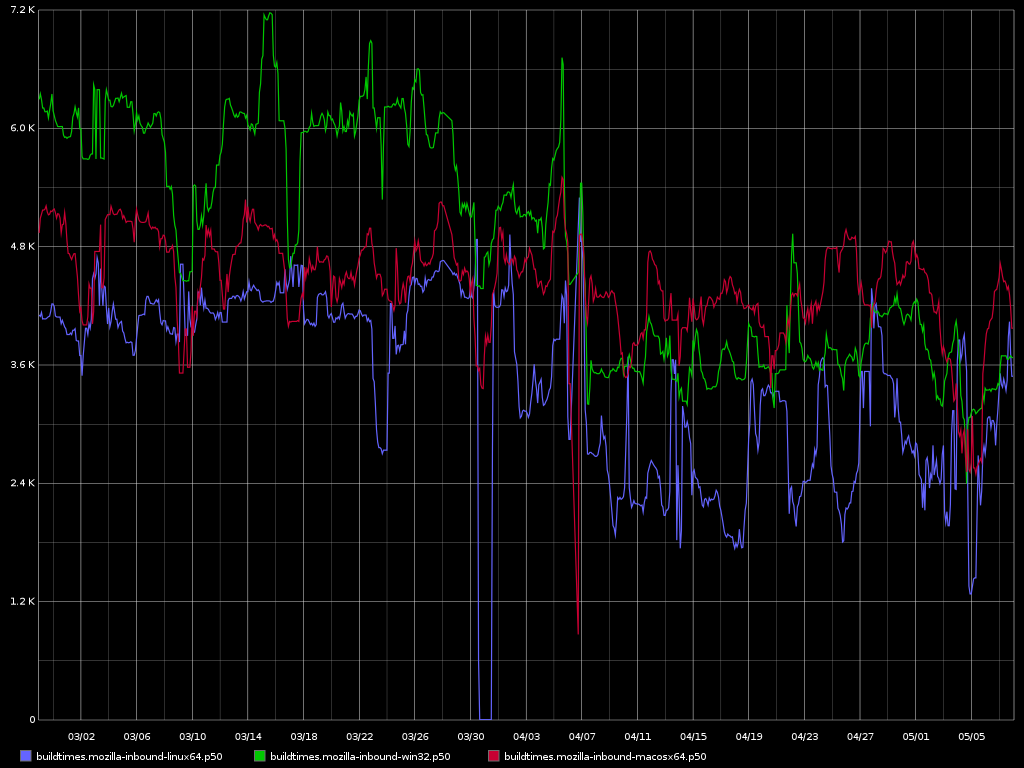 7.2 K
6.0 K
4.8 K
3.6 K
2.4 K
1.2 K
0
03/02 03/06 03/10 03/14 03/18 03/22 03/26 03/30 04/03 04/07 04/11 04/15 04/19 04/23 04/27 05/01 05/05
buildtimes.mozilla-inbound-linux64.p50 buildtimes.mozilla-inbound-win32.p50 buildtimes.mozilla-inbound-macosx64.p50